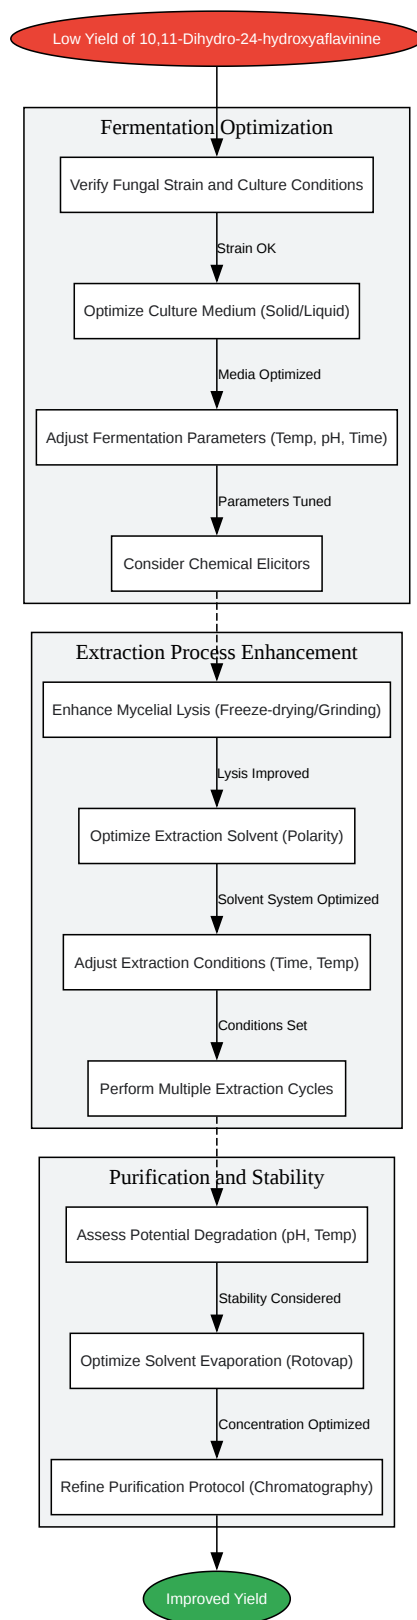 Low Yield of 10,11-Dihydro-24-hydroxyaflavinine
Fermentation Optimization
Verify Fungal Strain and Culture Conditions
Strain OK
Optimize Culture Medium (Solid/Liquid)
Media Optimized
Adjust Fermentation Parameters (Temp, pH, Time)
Parameters Tuned
Consider Chemical Elicitors
Extraction Process Enhancement
Enhance Mycelial Lysis (Freeze-drying/Grinding)
Lysis Improved
Optimize Extraction Solvent (Polarity)
Solvent System Optimized
Adjust Extraction Conditions (Time, Temp)
Conditions Set
Perform Multiple Extraction Cycles
Purification and Stability
Assess Potential Degradation (pH, Temp)
Stability Considered
Optimize Solvent Evaporation (Rotovap)
Concentration Optimized
Refine Purification Protocol (Chromatography)
Improved Yield